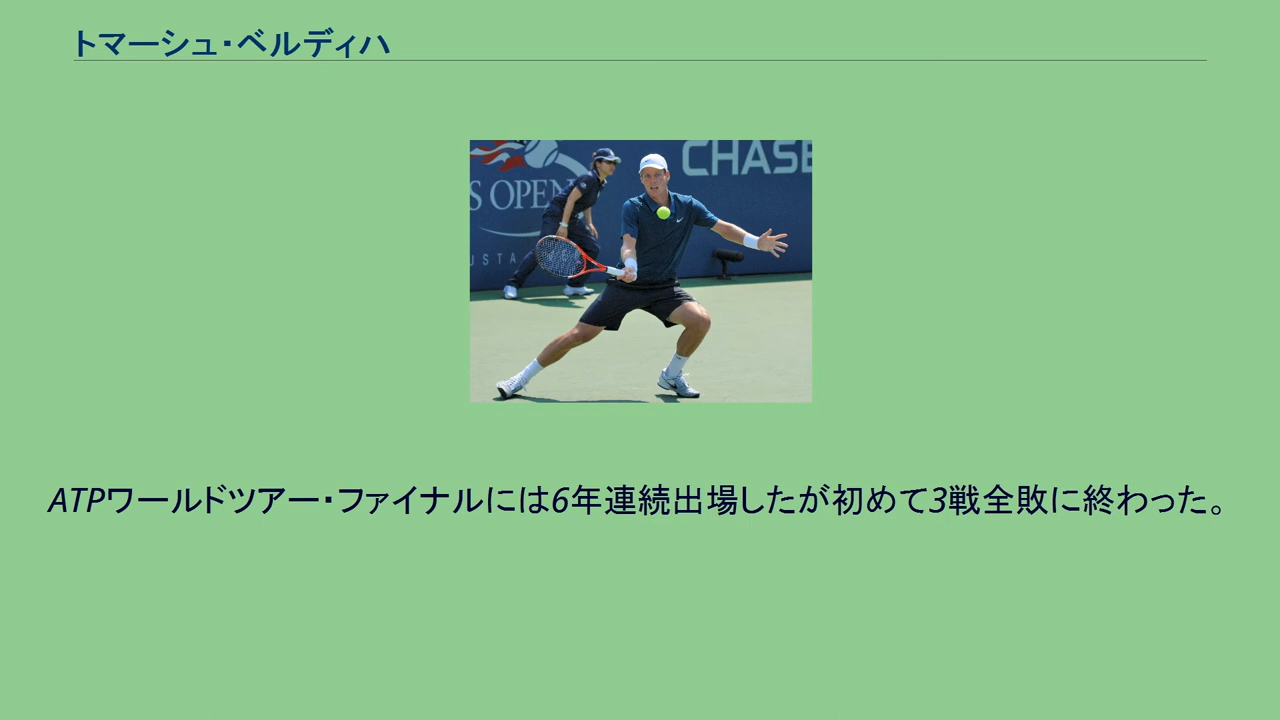 トマーシュ・ベルディハ
CHASE
S OPEN
USTA
ATPワールドツアー・ファイナルには6年連続出場したが初めて3戦全敗に終わった。